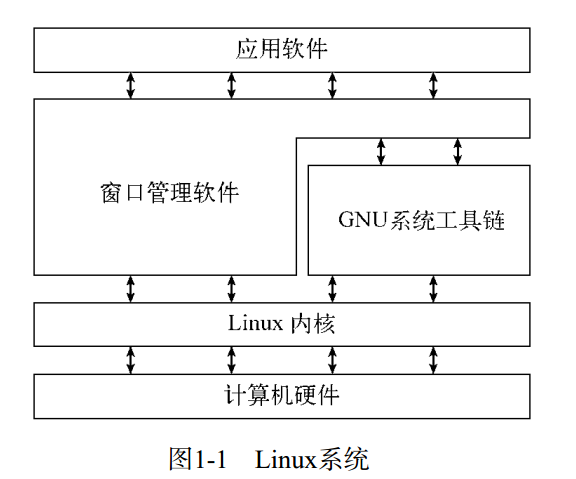 应用软件
窗口管理软件
GNU系统工具链
Linux 内核
计算机硬件
图1-1 Linux系统